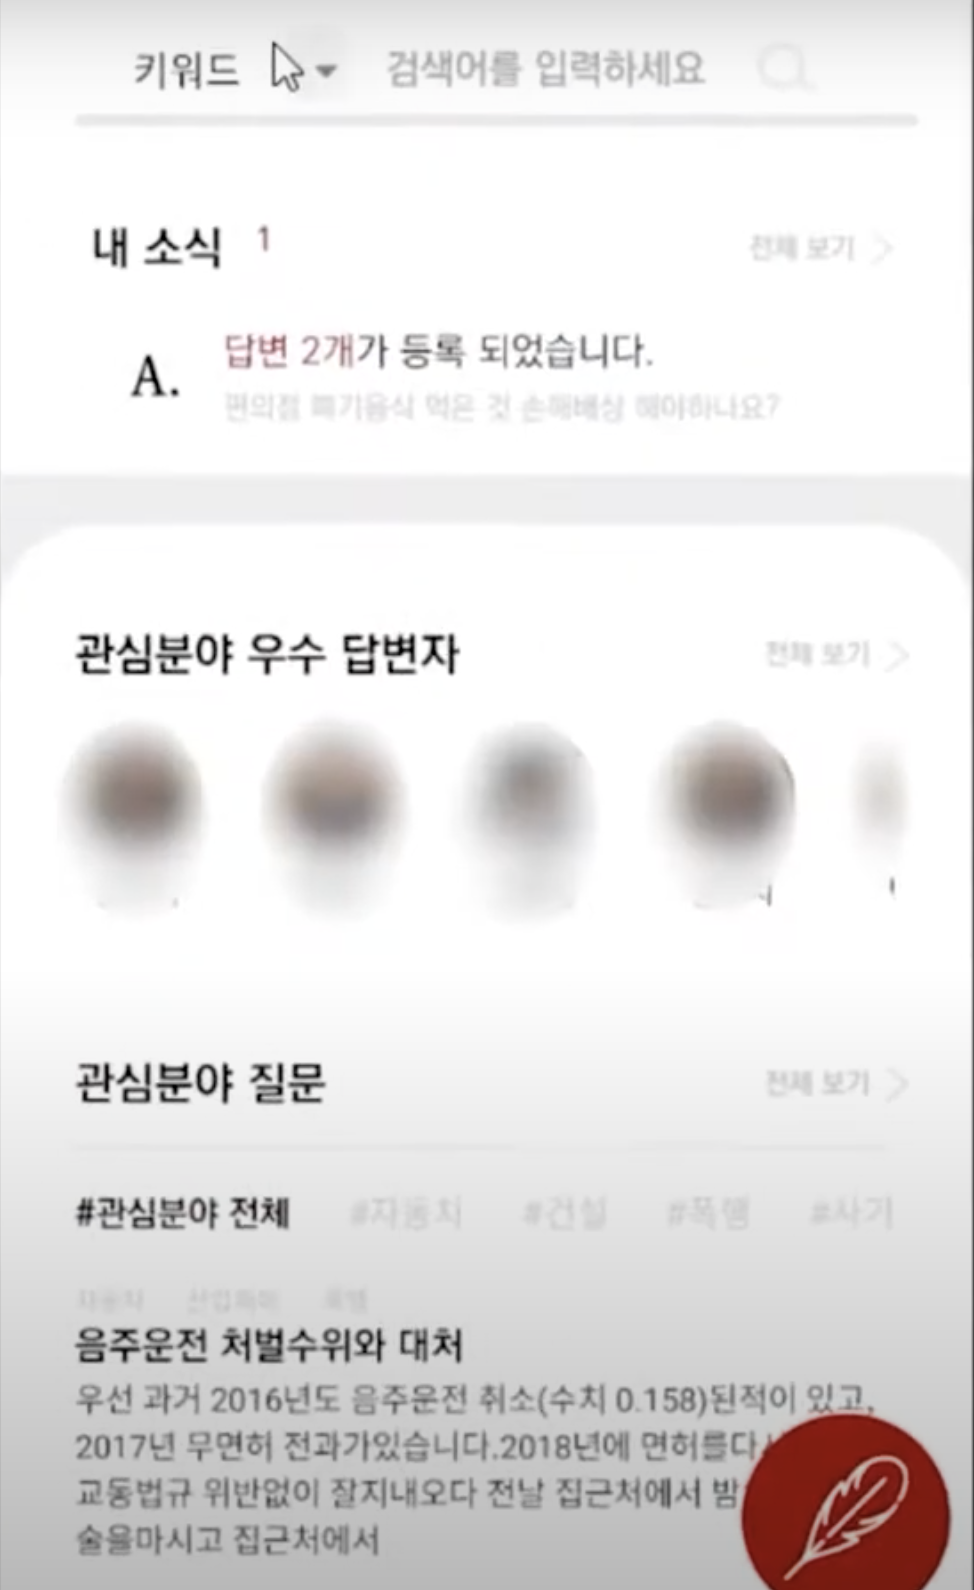 키워드 검색어를 입력하세요
내 소식 1 전체 보기
A. 답변 2개가 등록 되었습니다.
편의점 폐기음식 먹은 것 손해배상 해야하나요?
관심분야 우수 답변자 전체 보기
관심분야 질문 전체 보기
#관심분야 전체 #자동차 #건설 #폭행 #사기
자동차 산업재해 폭행
음주운전 처벌수위와 대처
우선 과거 2016년도 음주운전 취소(수치 0.158)된적이 있고,
2017년 무면허 전과가있습니다.2018년에 면허를다
교통법규 위반없이 잘지내오다 전날 집근처에서 밤
술을마시고 집근처에서